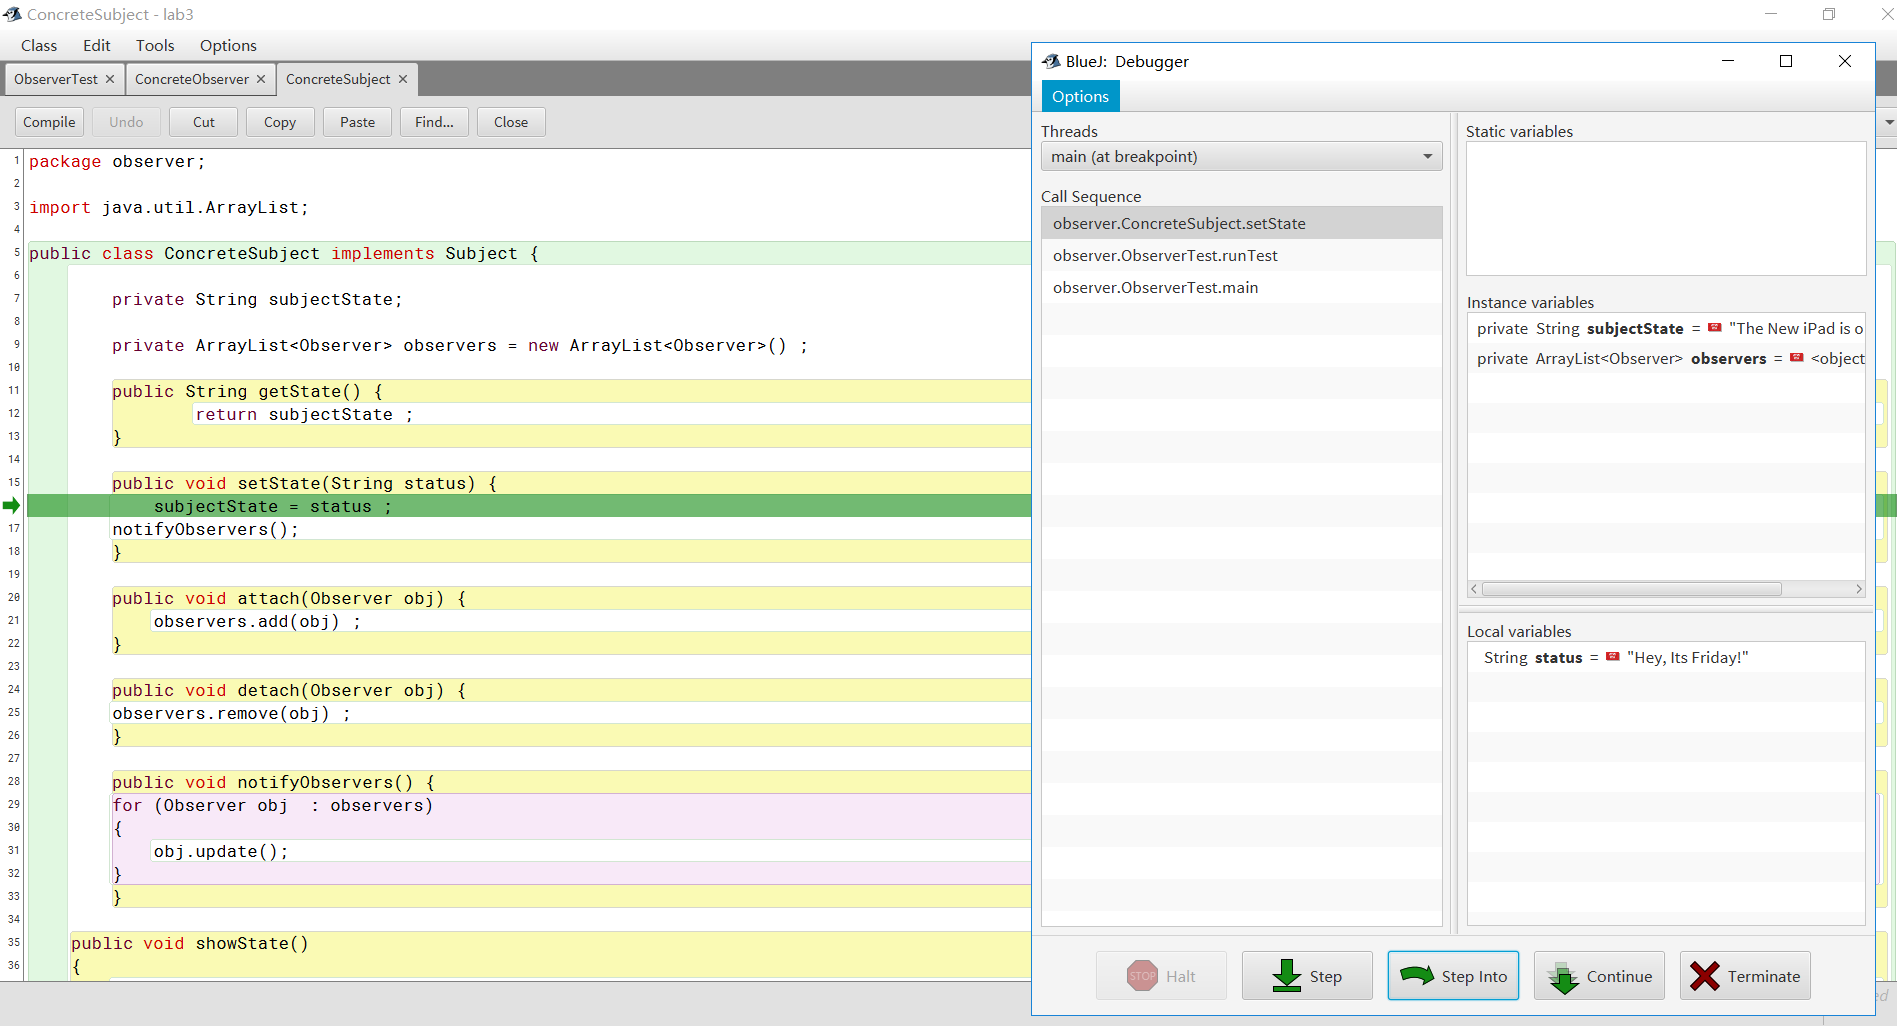 ConcreteSubject - lab3
Class Edit Tools Options
ObserverTest ConcreteObserver ConcreteSubject
Compile Undo Cut Copy Paste Find... Close
1 package observer;
2
3 import java.util.ArrayList;
4
5 public class ConcreteSubject implements Subject {
6
7 private String subjectState;
8
9 private ArrayList<Observer> observers = new ArrayList<Observer>() ;
10
11 public String getState() {
12 return subjectState ;
13 }
14
15 public void setState(String status) {
subjectState = status ;
17 notifyObservers();
18 }
19
20 public void attach(Observer obj) {
21 observers.add(obj) ;
22 }
23
24 public void detach(Observer obj) {
25 observers.remove(obj) ;
26 }
27
28 public void notifyObservers() {
29 for (Observer obj  : observers)
30 {
31 obj.update();
32 }
33 }
34
35 public void showState()
36 {
BlueJ: Debugger
Options
Threads
main (at breakpoint)
Call Sequence
observer.ConcreteSubject.setState
observer.ObserverTest.runTest
observer.ObserverTest.main
Static variables
Instance variables
private String subjectState = "The New iPad is o
private ArrayList<Observer> observers = <object
Local variables
String status = "Hey, Its Friday!"
STOP Halt Step Step Into Continue Terminate